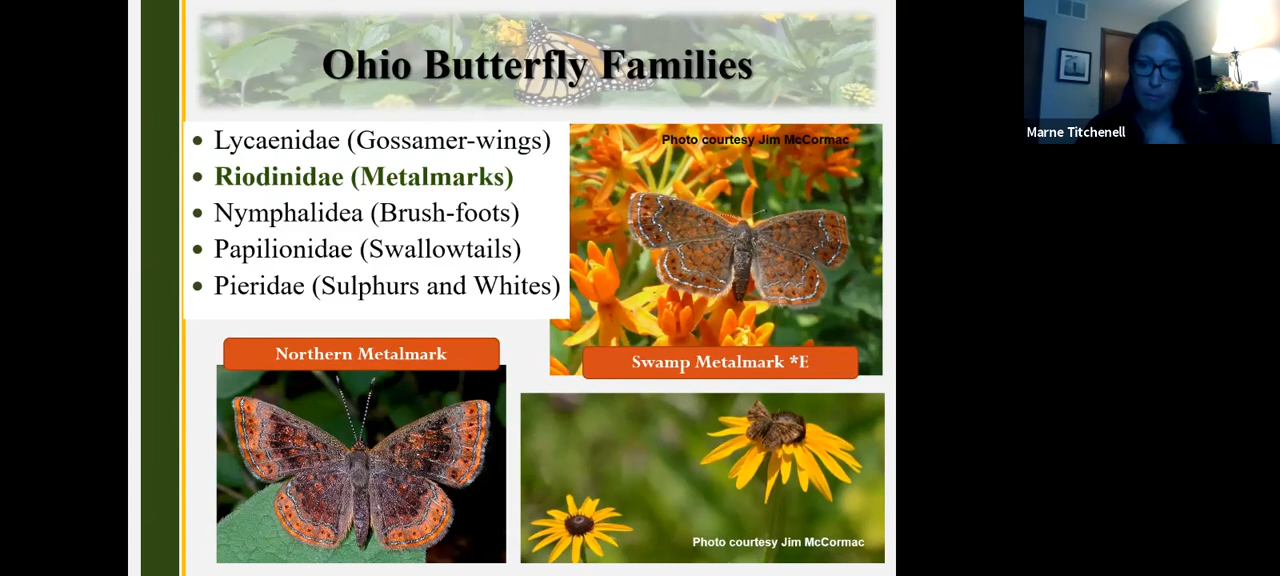 Ohio Butterfly Families
Lycaenidae (Gossamer-wings)
Riodinidae (Metalmarks)
Nymphalidea (Brush-foots)
Papilionidae (Swallowtails)
Pieridae (Sulphurs and Whites)
Photo courtesy Jim McCormac
Swamp Metalmark *E
Northern Metalmark
Photo courtesy Jim McCormac
Marne Titchenell